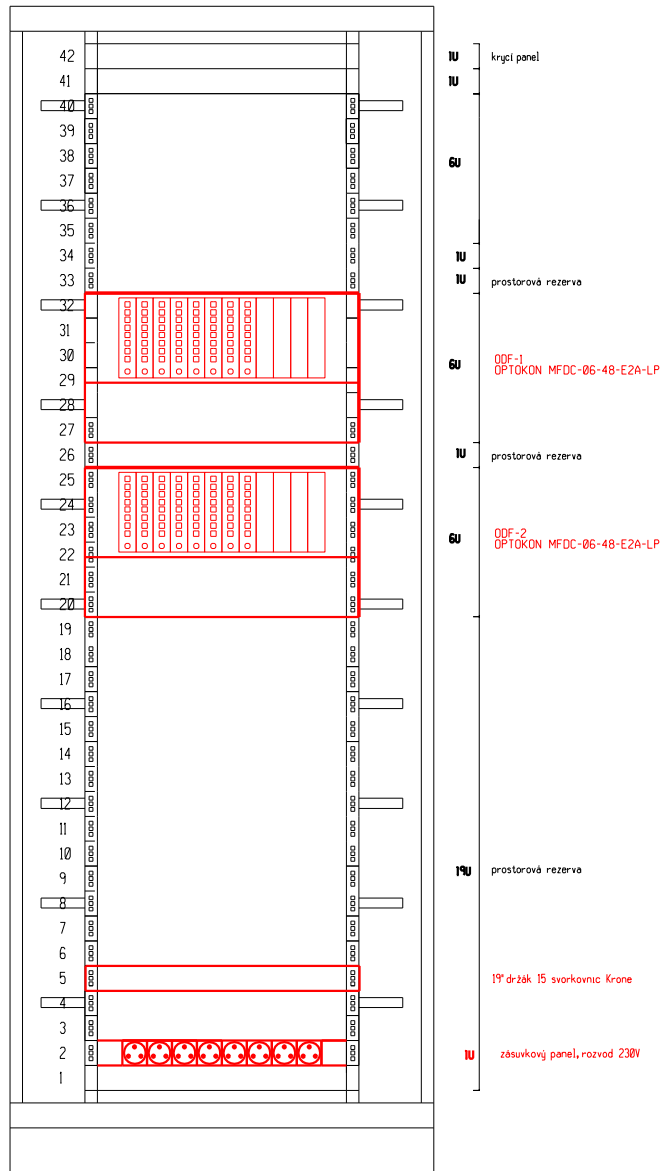 42 1U krycí panel
41 1U
40
39
38 6U
37
36
35
34 1U
33 1U prostorová rezerva
32
31
30 6U ODF-1
OPTOKON MFDC-06-48-E2A-LP
29
28
27
26 1U prostorová rezerva
25
24
23 6U ODF-2
OPTOKON MFDC-06-48-E2A-LP
22
21
20
19
18
17
16
15
14
13
12
11
10
9 19U prostorová rezerva
8
7
6
5 19" držák 15 svorkovnic Krone
4
3
2 1U zásuvkový panel, rozvod 230V
1